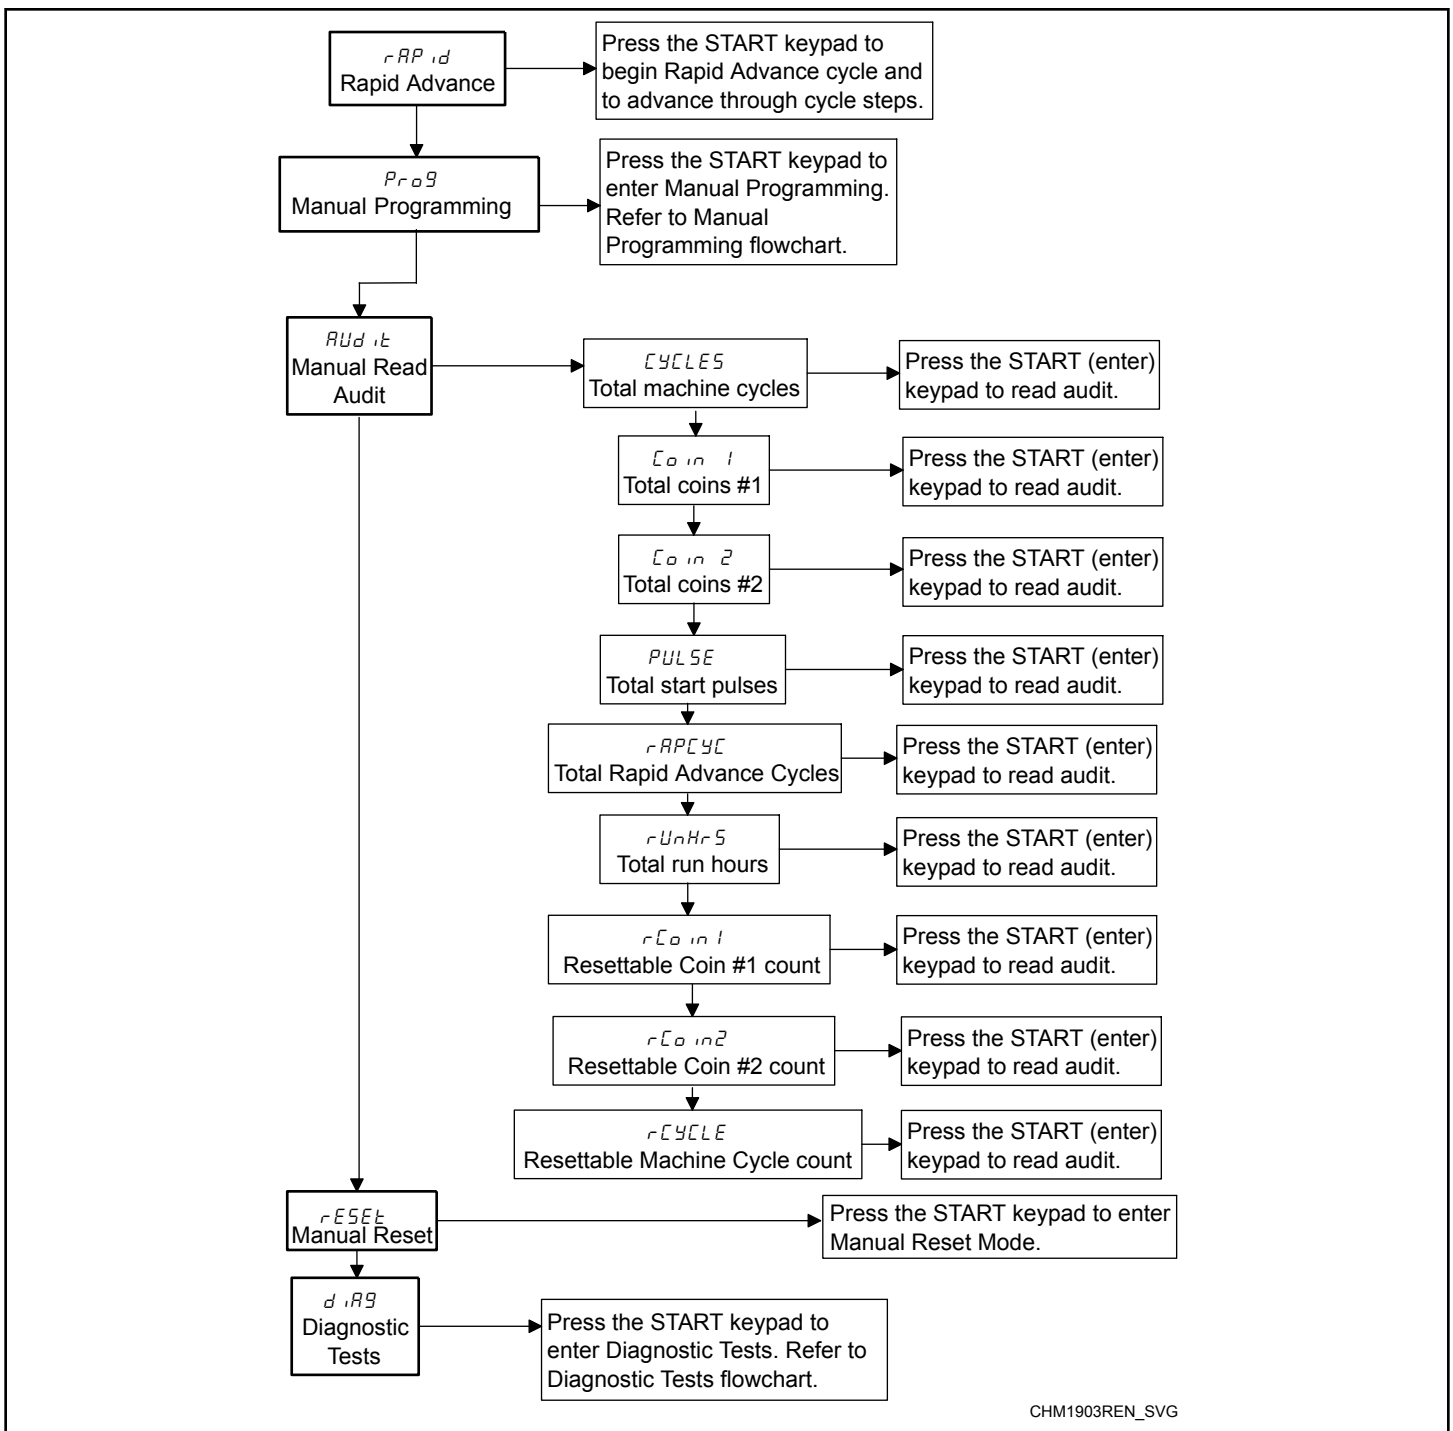 rAPid
Rapid Advance
Press the START keypad to
begin Rapid Advance cycle and
to advance through cycle steps.
Prog
Manual Programming
Press the START keypad to
enter Manual Programming.
Refer to Manual
Programming flowchart.
AUdit
Manual Read
Audit
CYCLES
Total machine cycles
Press the START (enter)
keypad to read audit.
Coin 1
Total coins #1
Press the START (enter)
keypad to read audit.
Coin 2
Total coins #2
Press the START (enter)
keypad to read audit.
PULSE
Total start pulses
Press the START (enter)
keypad to read audit.
rAPCYC
Total Rapid Advance Cycles
Press the START (enter)
keypad to read audit.
rUnHrS
Total run hours
Press the START (enter)
keypad to read audit.
rCoin1
Resettable Coin #1 count
Press the START (enter)
keypad to read audit.
rCoin2
Resettable Coin #2 count
Press the START (enter)
keypad to read audit.
rCYCLE
Resettable Machine Cycle count
Press the START (enter)
keypad to read audit.
rESEt
Manual Reset
Press the START keypad to enter
Manual Reset Mode.
diAg
Diagnostic
Tests
Press the START keypad to
enter Diagnostic Tests. Refer to
Diagnostic Tests flowchart.
CHM1903REN_SVG